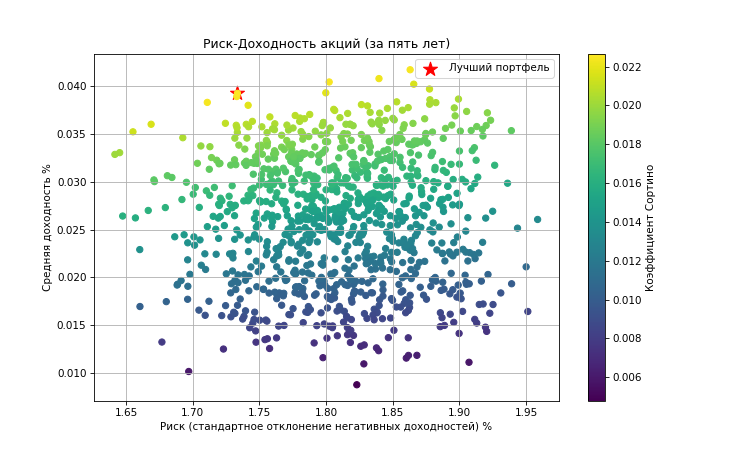 Риск-Доходность акций (за пять лет)
Лучший портфель
Средняя доходность %
0.040
0.035
0.030
0.025
0.020
0.015
0.010
1.65 1.70 1.75 1.80 1.85 1.90 1.95
Риск (стандартное отклонение негативных доходностей) %
0.022
0.020
0.018
0.016
0.014
0.012
0.010
0.008
0.006
Коэффициент Сортино